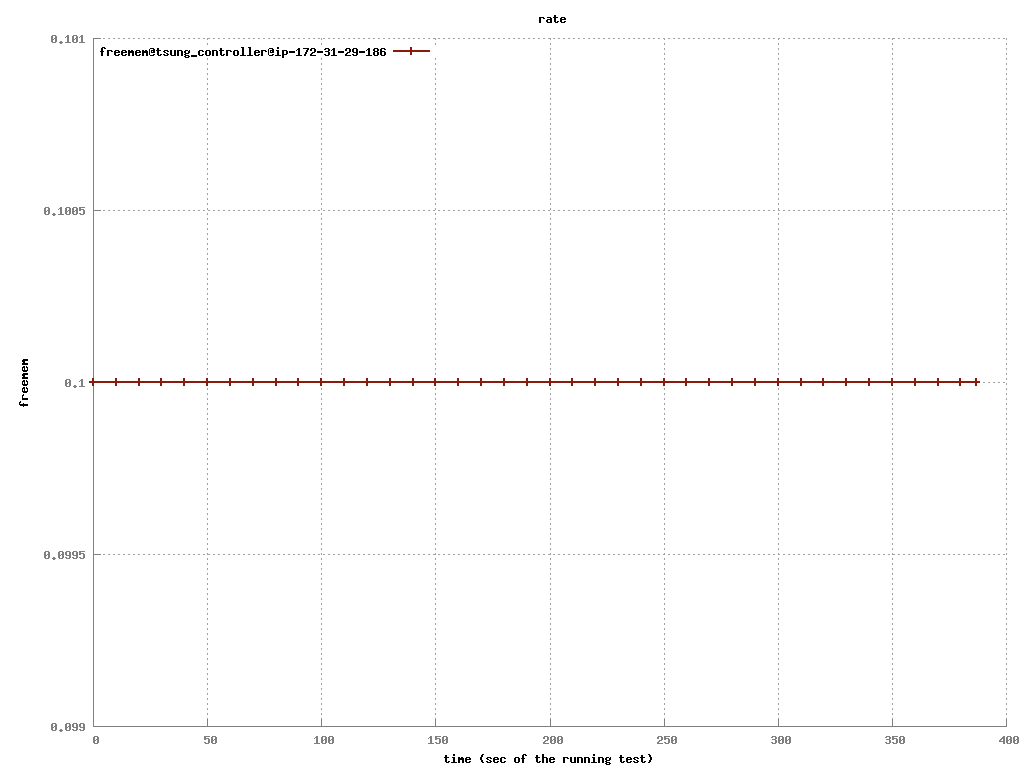 rate
0.101
freemem@tsung_controller@ip-172-31-29-186
0.1005
0.1
freemem
0.0995
0.099
0 50 100 150 200 250 300 350 400
time (sec of the running test)